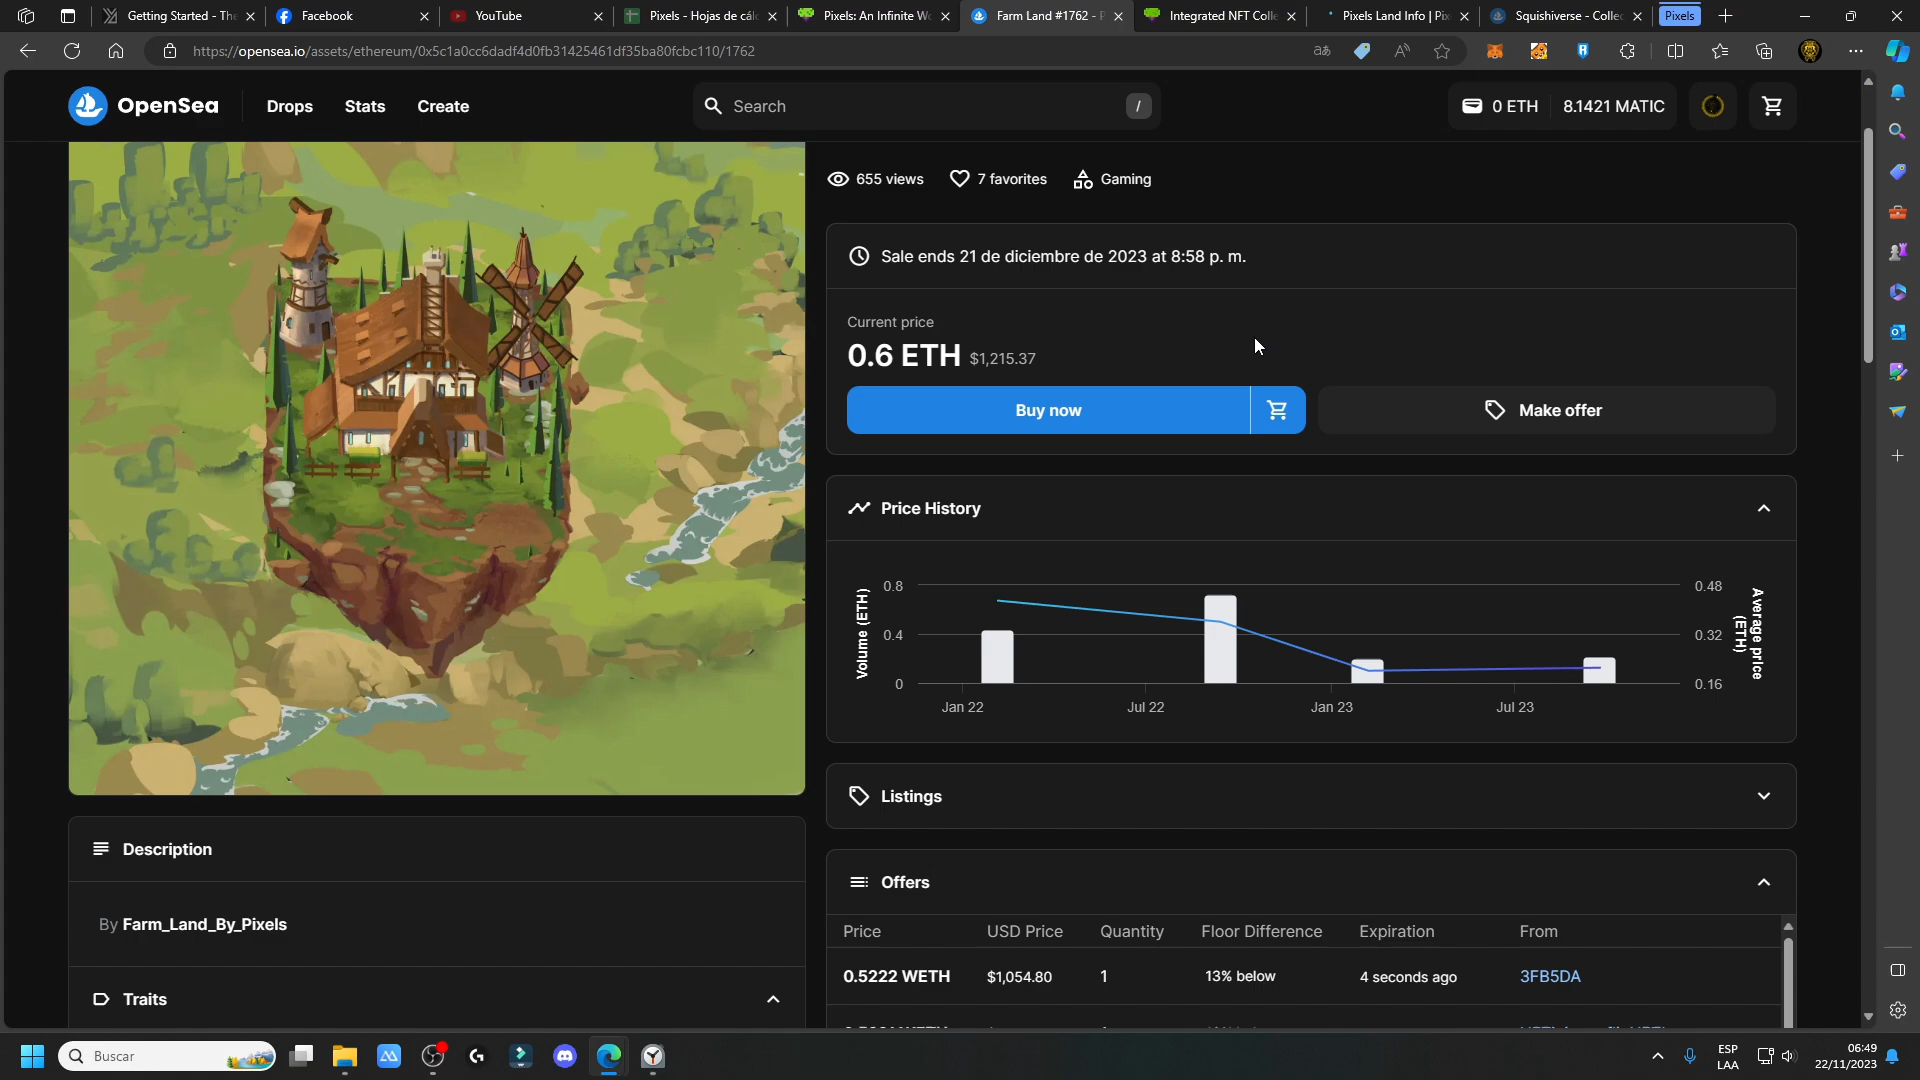 Getting Started - The
Facebook
YouTube
Pixels - Hojas de cálc
Pixels: An Infinite W
Farm Land #1762 - P
Integrated NFT Colle
Pixels Land Info | Pix
Squishiverse - Collec
Pixels
https://opensea.io/assets/ethereum/0x5c1a0cc6dadf4d0fb31425461df35ba80fcbc110/1762
OpenSea
Drops
Stats
Create
Search
/
0 ETH
8.1421 MATIC
655 views
7 favorites
Gaming
Sale ends 21 de diciembre de 2023 at 8:58 p. m.
Current price
0.6 ETH $1,215.37
Buy now
Make offer
Price History
Volume (ETH)
0.8
0.4
0
0.48
0.32
0.16
Average price (ETH)
Jan 22
Jul 22
Jan 23
Jul 23
Listings
Offers
Price
USD Price
Quantity
Floor Difference
Expiration
From
0.5222 WETH
$1,054.80
1
13% below
4 seconds ago
3FB5DA
Description
By Farm_Land_By_Pixels
Traits
Buscar
ESP
LAA
06:49
22/11/2023